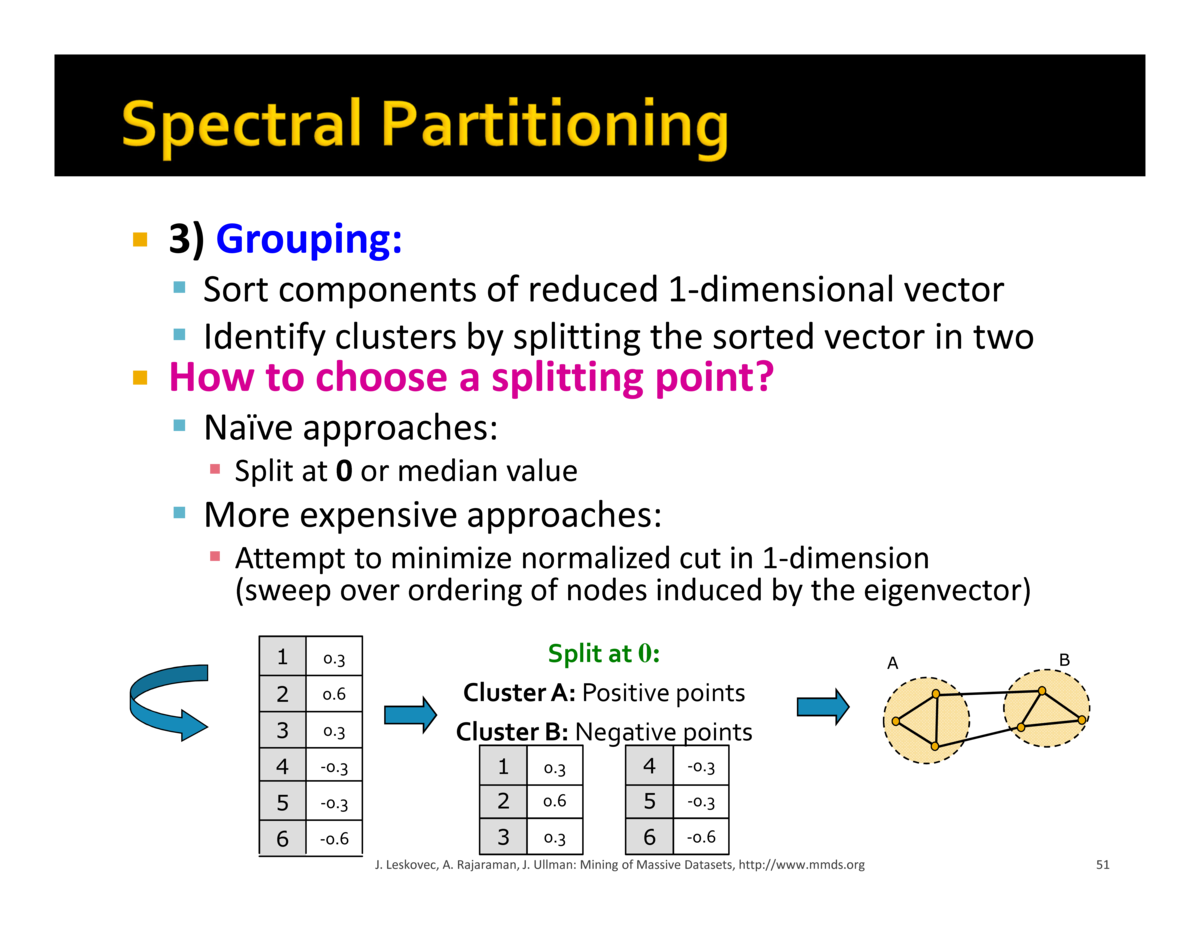 Spectral Partitioning
3) Grouping:
Sort components of reduced 1-dimensional vector
Identify clusters by splitting the sorted vector in two
How to choose a splitting point?
Naïve approaches:
Split at 0 or median value
More expensive approaches:
Attempt to minimize normalized cut in 1-dimension
(sweep over ordering of nodes induced by the eigenvector)
1 0.3
2 0.6
3 0.3
4 -0.3
5 -0.3
6 -0.6
Split at 0:
Cluster A: Positive points
Cluster B: Negative points
1 0.3
2 0.6
3 0.3
4 -0.3
5 -0.3
6 -0.6
A
B
J. Leskovec, A. Rajaraman, J. Ullman: Mining of Massive Datasets, http://www.mmds.org
51